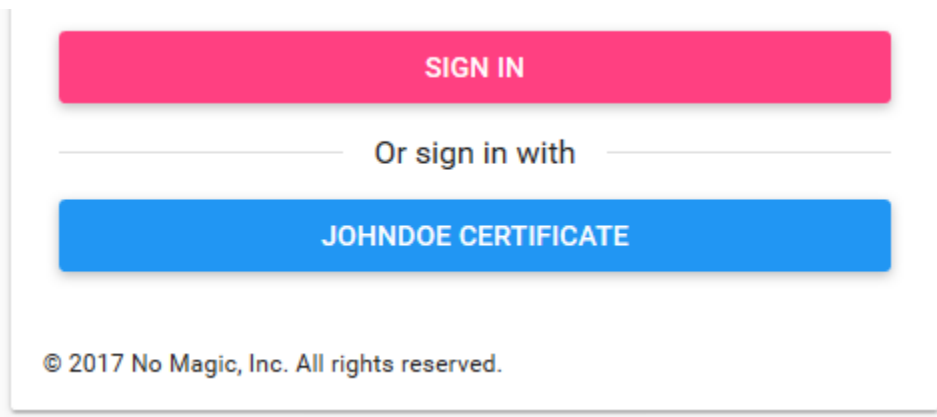 SIGN IN
Or sign in with
JOHNDOE CERTIFICATE
© 2017 No Magic, Inc. All rights reserved.